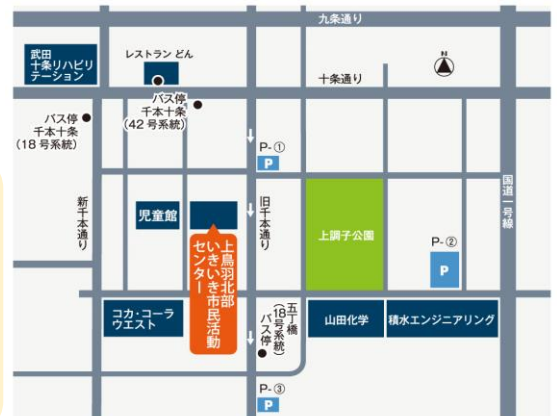 九条通り
武田
十条リハビリ
テーション
レストラン どん
十条通り
N
バス停
千本十条
(18号系統)
バス停
千本十条
(42号系統)
P-①
P
新千本通り
児童館
旧千本通り
上調子公園
国道一号線
P-②
P
上鳥羽北部
いきいき市民活動
センター
コカ・コーラ
ウエスト
五丁橋
(18号系統)
バス停
山田化学
積水エンジニアリング
P-③
P